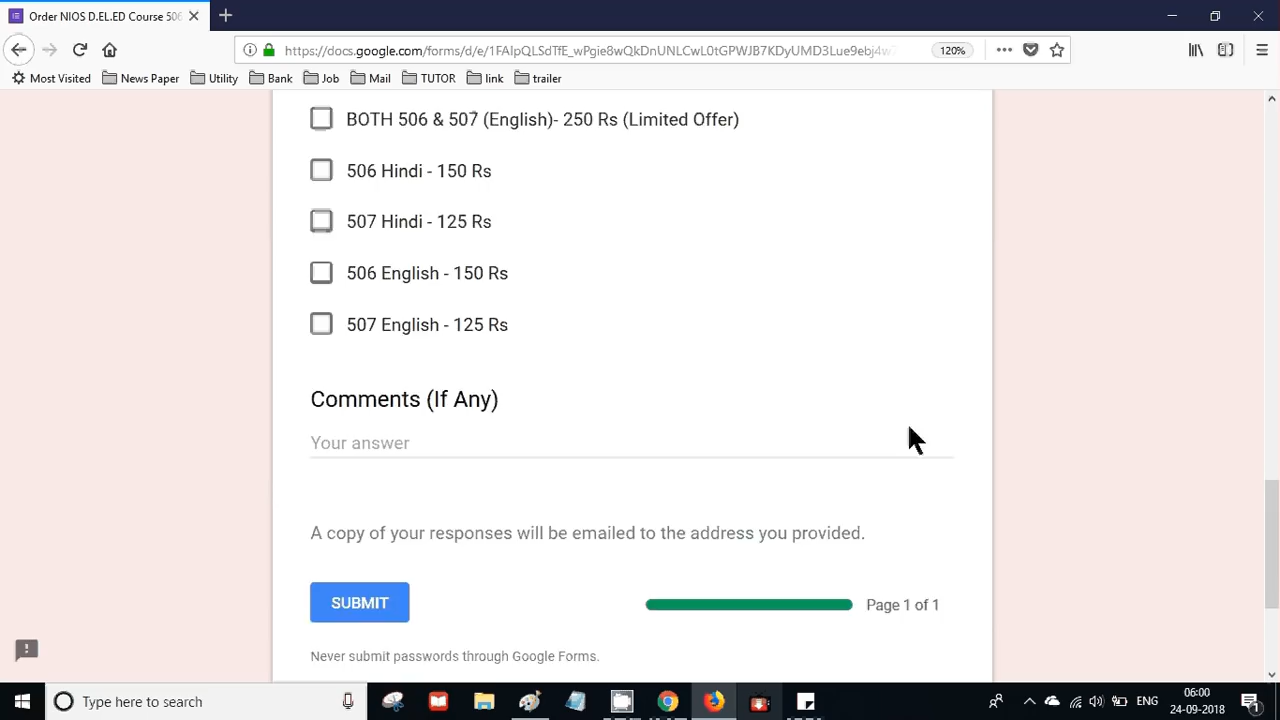 Order NIOS D.EL.ED Course 506
https://docs.google.com/forms/d/e/1FAIpQLSdTfE_wPgie8wQkDnUNLCwL0tGPWJB7KDyUMD3Lue9ebj4w7
120%
Most Visited News Paper Utility Bank Job Mail TUTOR link trailer
BOTH 506 & 507 (English)- 250 Rs (Limited Offer)
506 Hindi - 150 Rs
507 Hindi - 125 Rs
506 English - 150 Rs
507 English - 125 Rs
Comments (If Any)
Your answer
A copy of your responses will be emailed to the address you provided.
SUBMIT
Page 1 of 1
Never submit passwords through Google Forms.
Type here to search
ENG
06:00
24-09-2018
1